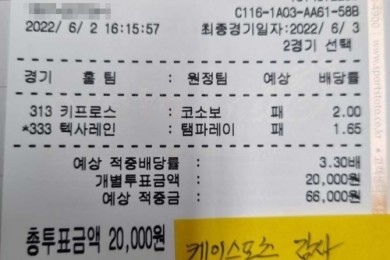 C116-1A03-AA61-58B
2022/ 6/ 2 16:15:57 최종경기일자:2022/ 6/ 3
2경기 선택
경기 홈 팀 : 원정팀 예상 배당률
313 키프로스 : 코소보 패 2.00
*333 텍사레인 : 탬파레이 패 1.65
예상 적중배당률 : 3.30배
개별투표금액 : 20,000원
예상 적중금 : 66,000원
총투표금액 20,000원
케이스포츠 감자